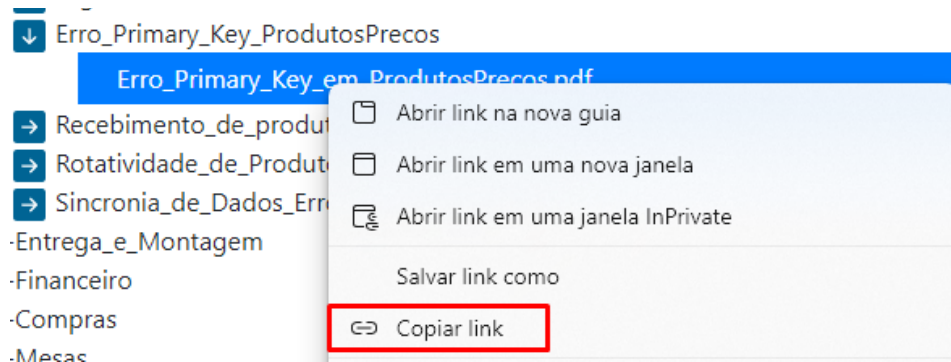 Erro_Primary_Key_ProdutosPrecos
Erro_Primary_Key_em_ProdutosPrecos.pdf
Abrir link na nova guia
Recebimento_de_produt
Abrir link em uma nova janela
Rotatividade_de_Produt
Abrir link em uma janela InPrivate
Sincronia_de_Dados_Err
-Entrega_e_Montagem
Salvar link como
-Financeiro
-Compras
Copiar link
-Mesas